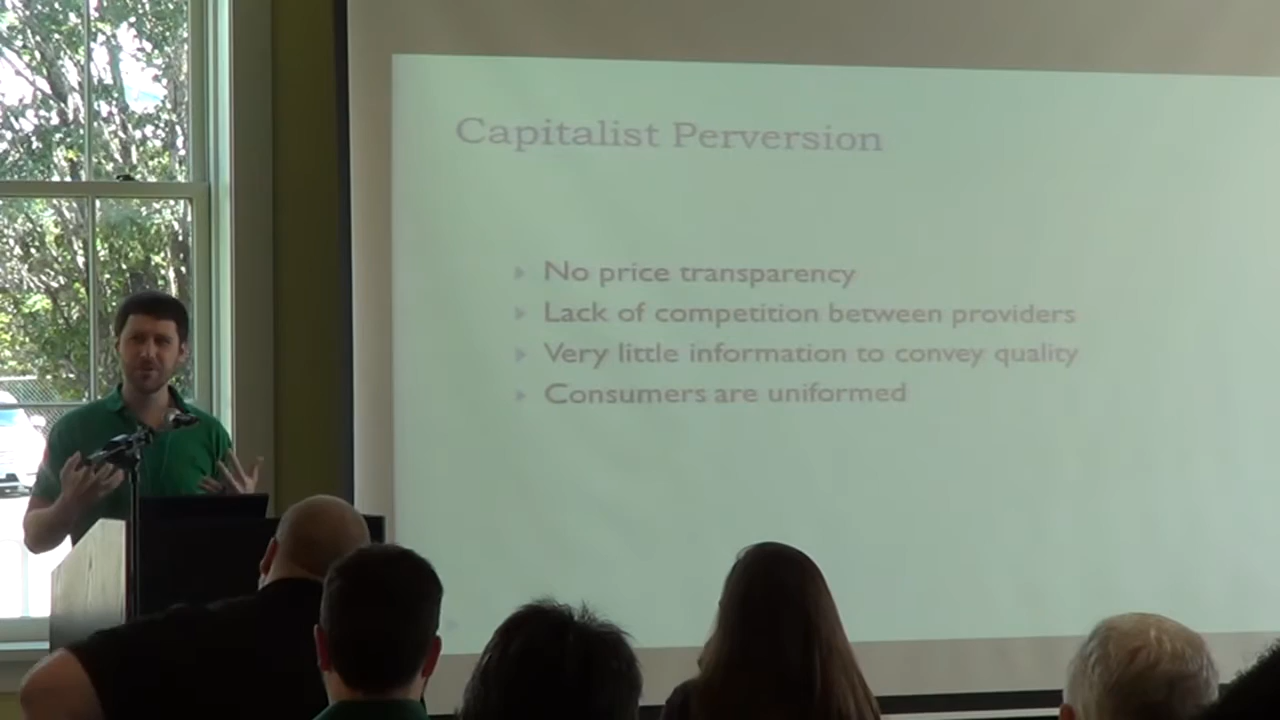 Capitalist Perversion
No price transparency
Lack of competition between providers
Very little information to convey quality
Consumers are uniformed